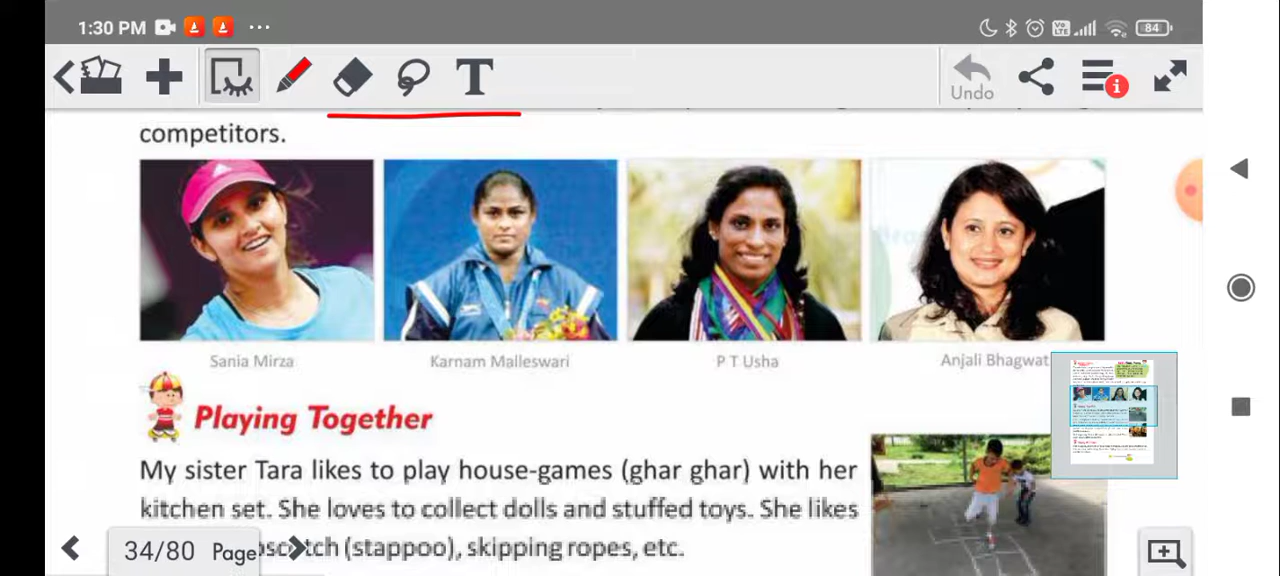 1:30 PM
84
T
Undo
competitors.
Sania Mirza
Karnam Malleswari
P T Usha
Anjali Bhagwat
Playing Together
My sister Tara likes to play house-games (ghar ghar) with her
kitchen set. She loves to collect dolls and stuffed toys. She likes
(stappoo), skipping ropes, etc.
34/80 Page